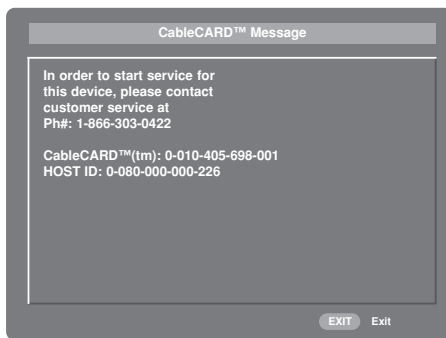 CableCARD™ Message
In order to start service for
this device, please contact
customer service at
Ph#: 1-866-303-0422
CableCARD™(tm): 0-010-405-698-001
HOST ID: 0-080-000-000-226
EXIT Exit